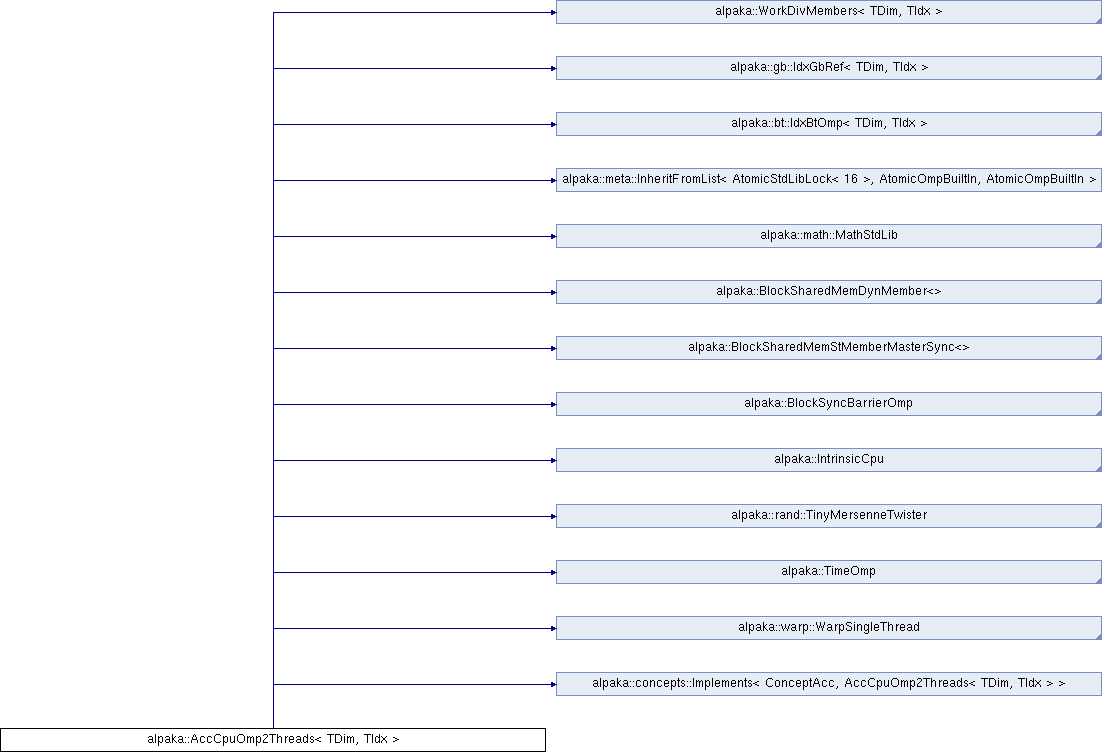 alpaka::WorkDivMembers< TDim, TIdx >
alpaka::gb::IdxGbRef< TDim, TIdx >
alpaka::bt::IdxBtOmp< TDim, TIdx >
alpaka::meta::InheritFromList< AtomicStdLibLock< 16 >, AtomicOmpBuiltIn, AtomicOmpBuiltIn >
alpaka::math::MathStdLib
alpaka::BlockSharedMemDynMember<>
alpaka::BlockSharedMemStMemberMasterSync<>
alpaka::BlockSyncBarrierOmp
alpaka::IntrinsicCpu
alpaka::rand::TinyMersenneTwister
alpaka::TimeOmp
alpaka::warp::WarpSingleThread
alpaka::concepts::Implements< ConceptAcc, AccCpuOmp2Threads< TDim, TIdx > >
alpaka::AccCpuOmp2Threads< TDim, TIdx >